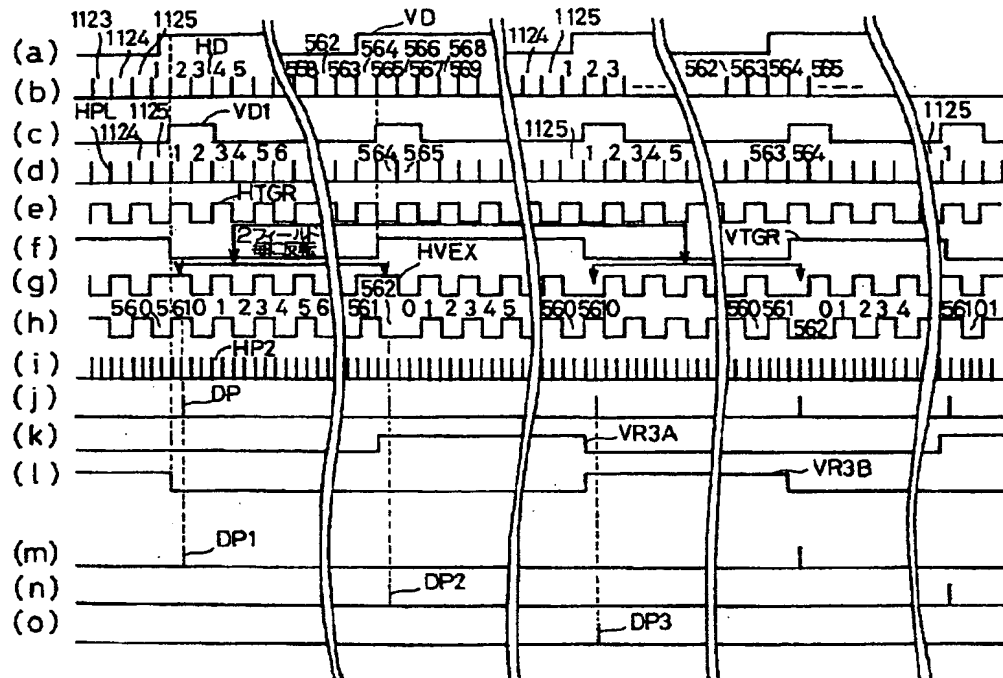 1123 1124 1125 VD 1124 1125
(a) 562 564 566 568
HD
(b) 1 2 3 4 5 558 563 565 567 569 1 2 3 562 563 564 565
HPL VD1
(c) 1124 1125 1125 1125
(d) 1 2 3 4 5 6 564 565 1 2 3 4 5 563 564 1
(e) HTGR
(f) 2フィールド毎に反転 VTGR
(g) HVEX
562
(h) 560 561 0 1 2 3 4 5 6 561 0 1 2 3 4 5 560 561 0 560 561 562 0 1 2 3 4 561 0 1
(i) HP2
(j) DP
(k) VR3A
(l) VR3B
(m) DP1
(n) DP2
(o) DP3